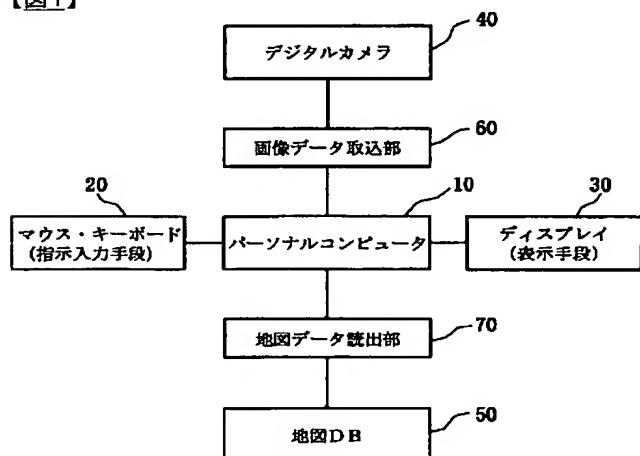 【図1】
40
デジタルカメラ
60
画像データ取込部
20
10
30
マウス・キーボード
(指示入力手段)
パーソナルコンピュータ
ディスプレイ
(表示手段)
70
地図データ読出部
50
地図DB